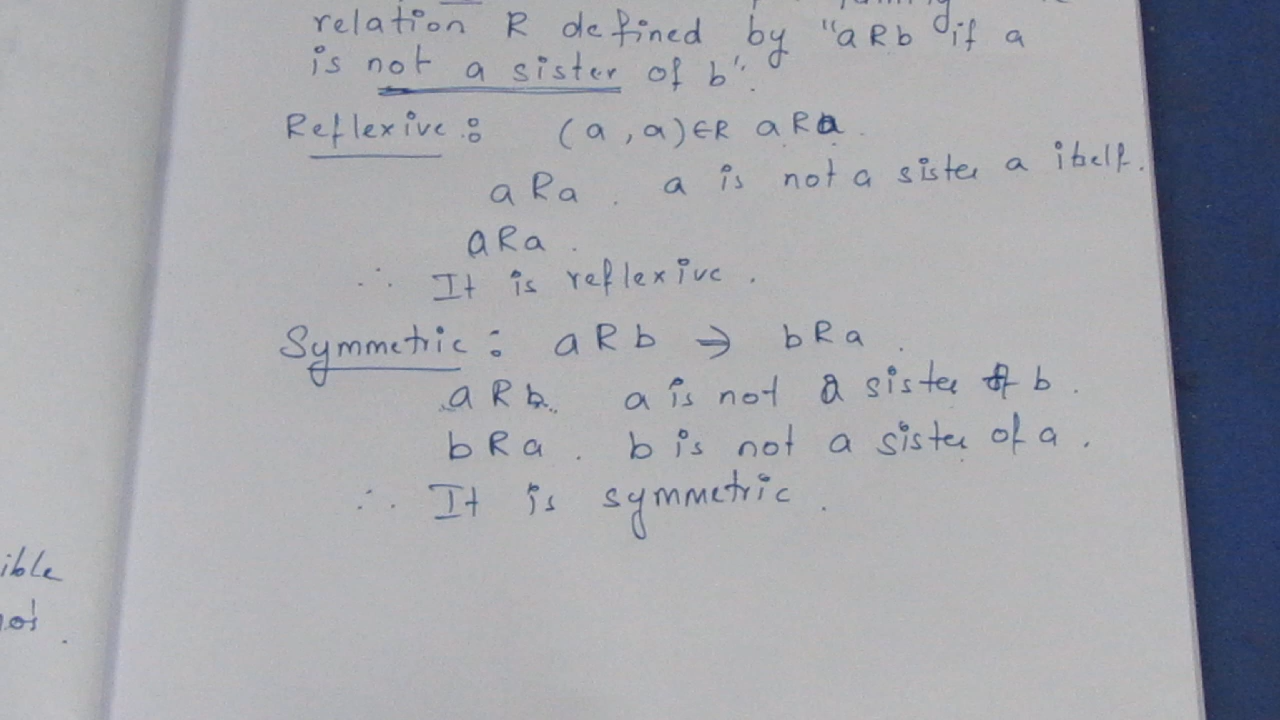 relation R defined by "aRb if a
is not a sister of b".
Reflexive : (a , a) ∈ R aRa .
aRa . a is not a sister a itself.
aRa .
∴ It is reflexive .
Symmetric : aRb → bRa .
aRb. a is not a sister of b .
bRa . b is not a sister of a .
∴ It is symmetric .
ible